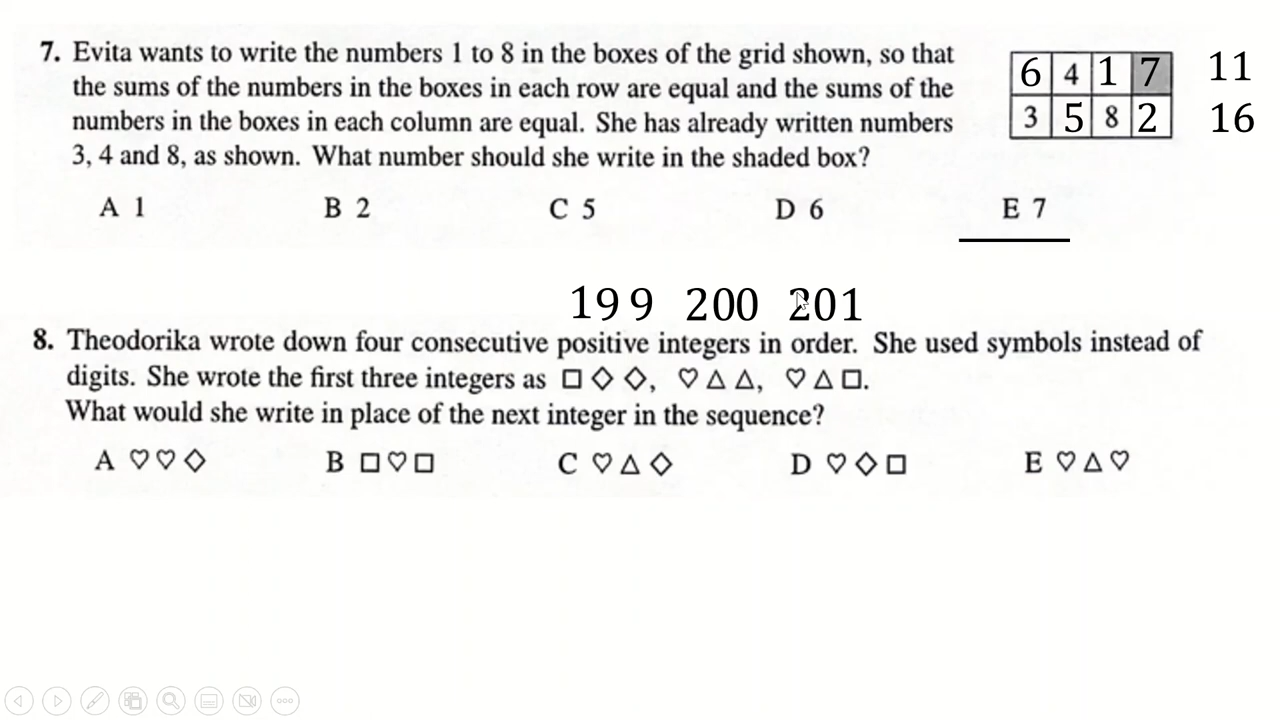 7. Evita wants to write the numbers 1 to 8 in the boxes of the grid shown, so that
the sums of the numbers in the boxes in each row are equal and the sums of the
numbers in the boxes in each column are equal. She has already written numbers
3, 4 and 8, as shown. What number should she write in the shaded box?
6 4 1 7 11
3 5 8 2 16
A 1 B 2 C 5 D 6 E 7
199 200 201
8. Theodorika wrote down four consecutive positive integers in order. She used symbols instead of
digits. She wrote the first three integers as □◇◇, ♡△△, ♡△□.
What would she write in place of the next integer in the sequence?
A ♡♡◇ B □♡□ C ♡△◇ D ♡◇□ E ♡△♡